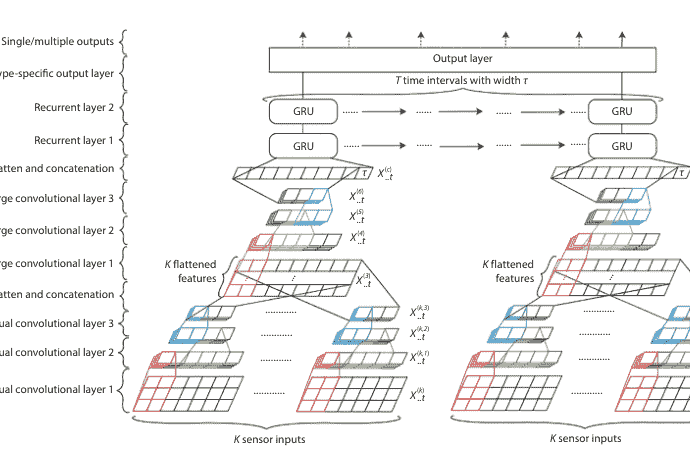 Single/multiple outputs
Output layer
ype-specific output layer
T time intervals with width τ
Recurrent layer 2
GRU
......
......
......
......
GRU
Recurrent layer 1
GRU
......
......
......
......
GRU
atten and concatenation
τ
X..t(c)
rge convolutional layer 3
X..t(6)
X..t(5)
rge convolutional layer 2
X..t(4)
rge convolutional layer 1
K flattened
features
X..t(3)
K flattened
features
atten and concatenation
X..t(k,3)
ual convolutional layer 3
X..t(k,2)
ual convolutional layer 2
X..t(k,1)
ual convolutional layer 1
X..t(k)
K sensor inputs
K sensor inputs